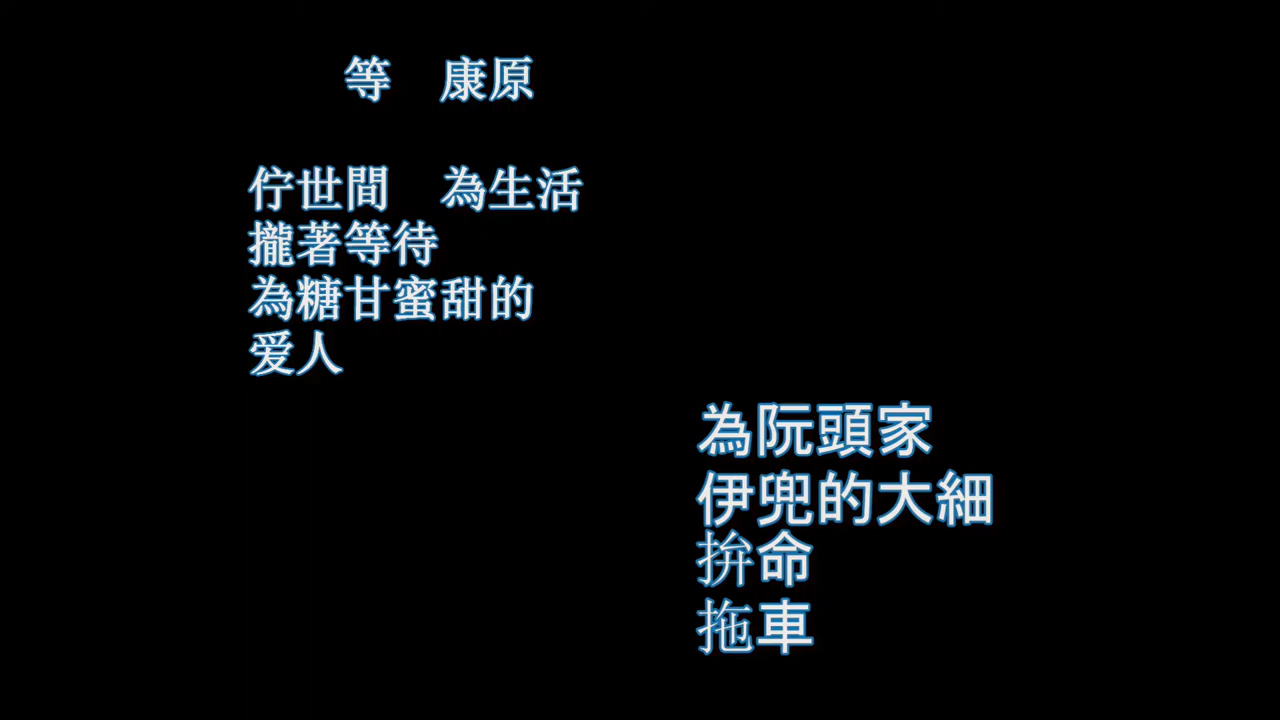 等　康原
佇世間　為生活
攏著等待
為糖甘蜜甜的
爱人
為阮頭家
伊兜的大細
拚命
拖車